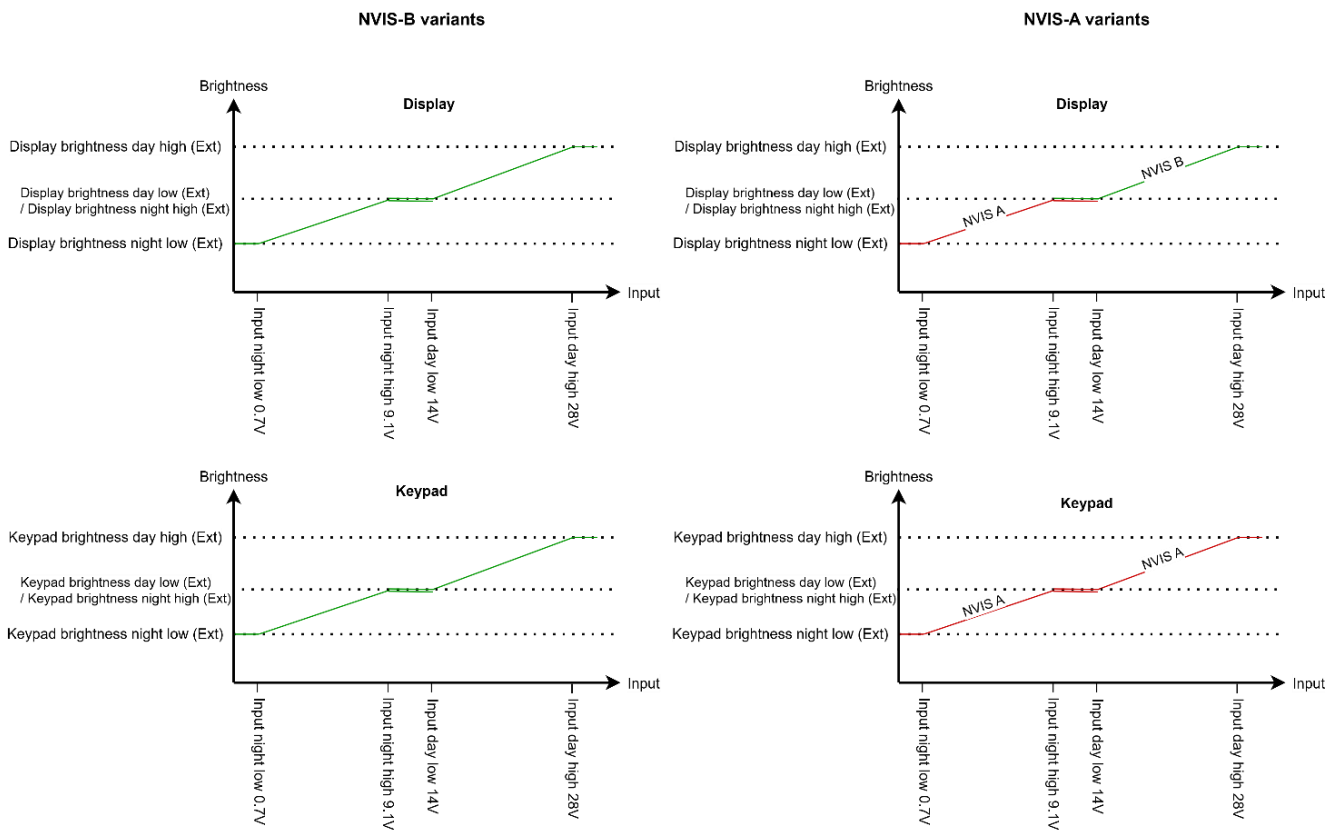 NVIS-B variants
NVIS-A variants
Brightness
Display
Display brightness day high (Ext)
Display brightness day low (Ext)
/ Display brightness night high (Ext)
Display brightness night low (Ext)
Input
Input night low 0.7V
Input night high 9.1V
Input day low 14V
Input day high 28V
Brightness
Display
Display brightness day high (Ext)
NVIS B
Display brightness day low (Ext)
/ Display brightness night high (Ext)
NVIS A
Display brightness night low (Ext)
Input
Input night low 0.7V
Input night high 9.1V
Input day low 14V
Input day high 28V
Brightness
Keypad
Keypad brightness day high (Ext)
Keypad brightness day low (Ext)
/ Keypad brightness night high (Ext)
Keypad brightness night low (Ext)
Input
Input night low 0.7V
Input night high 9.1V
Input day low 14V
Input day high 28V
Brightness
Keypad
Keypad brightness day high (Ext)
NVIS A
Keypad brightness day low (Ext)
/ Keypad brightness night high (Ext)
NVIS A
Keypad brightness night low (Ext)
Input
Input night low 0.7V
Input night high 9.1V
Input day low 14V
Input day high 28V